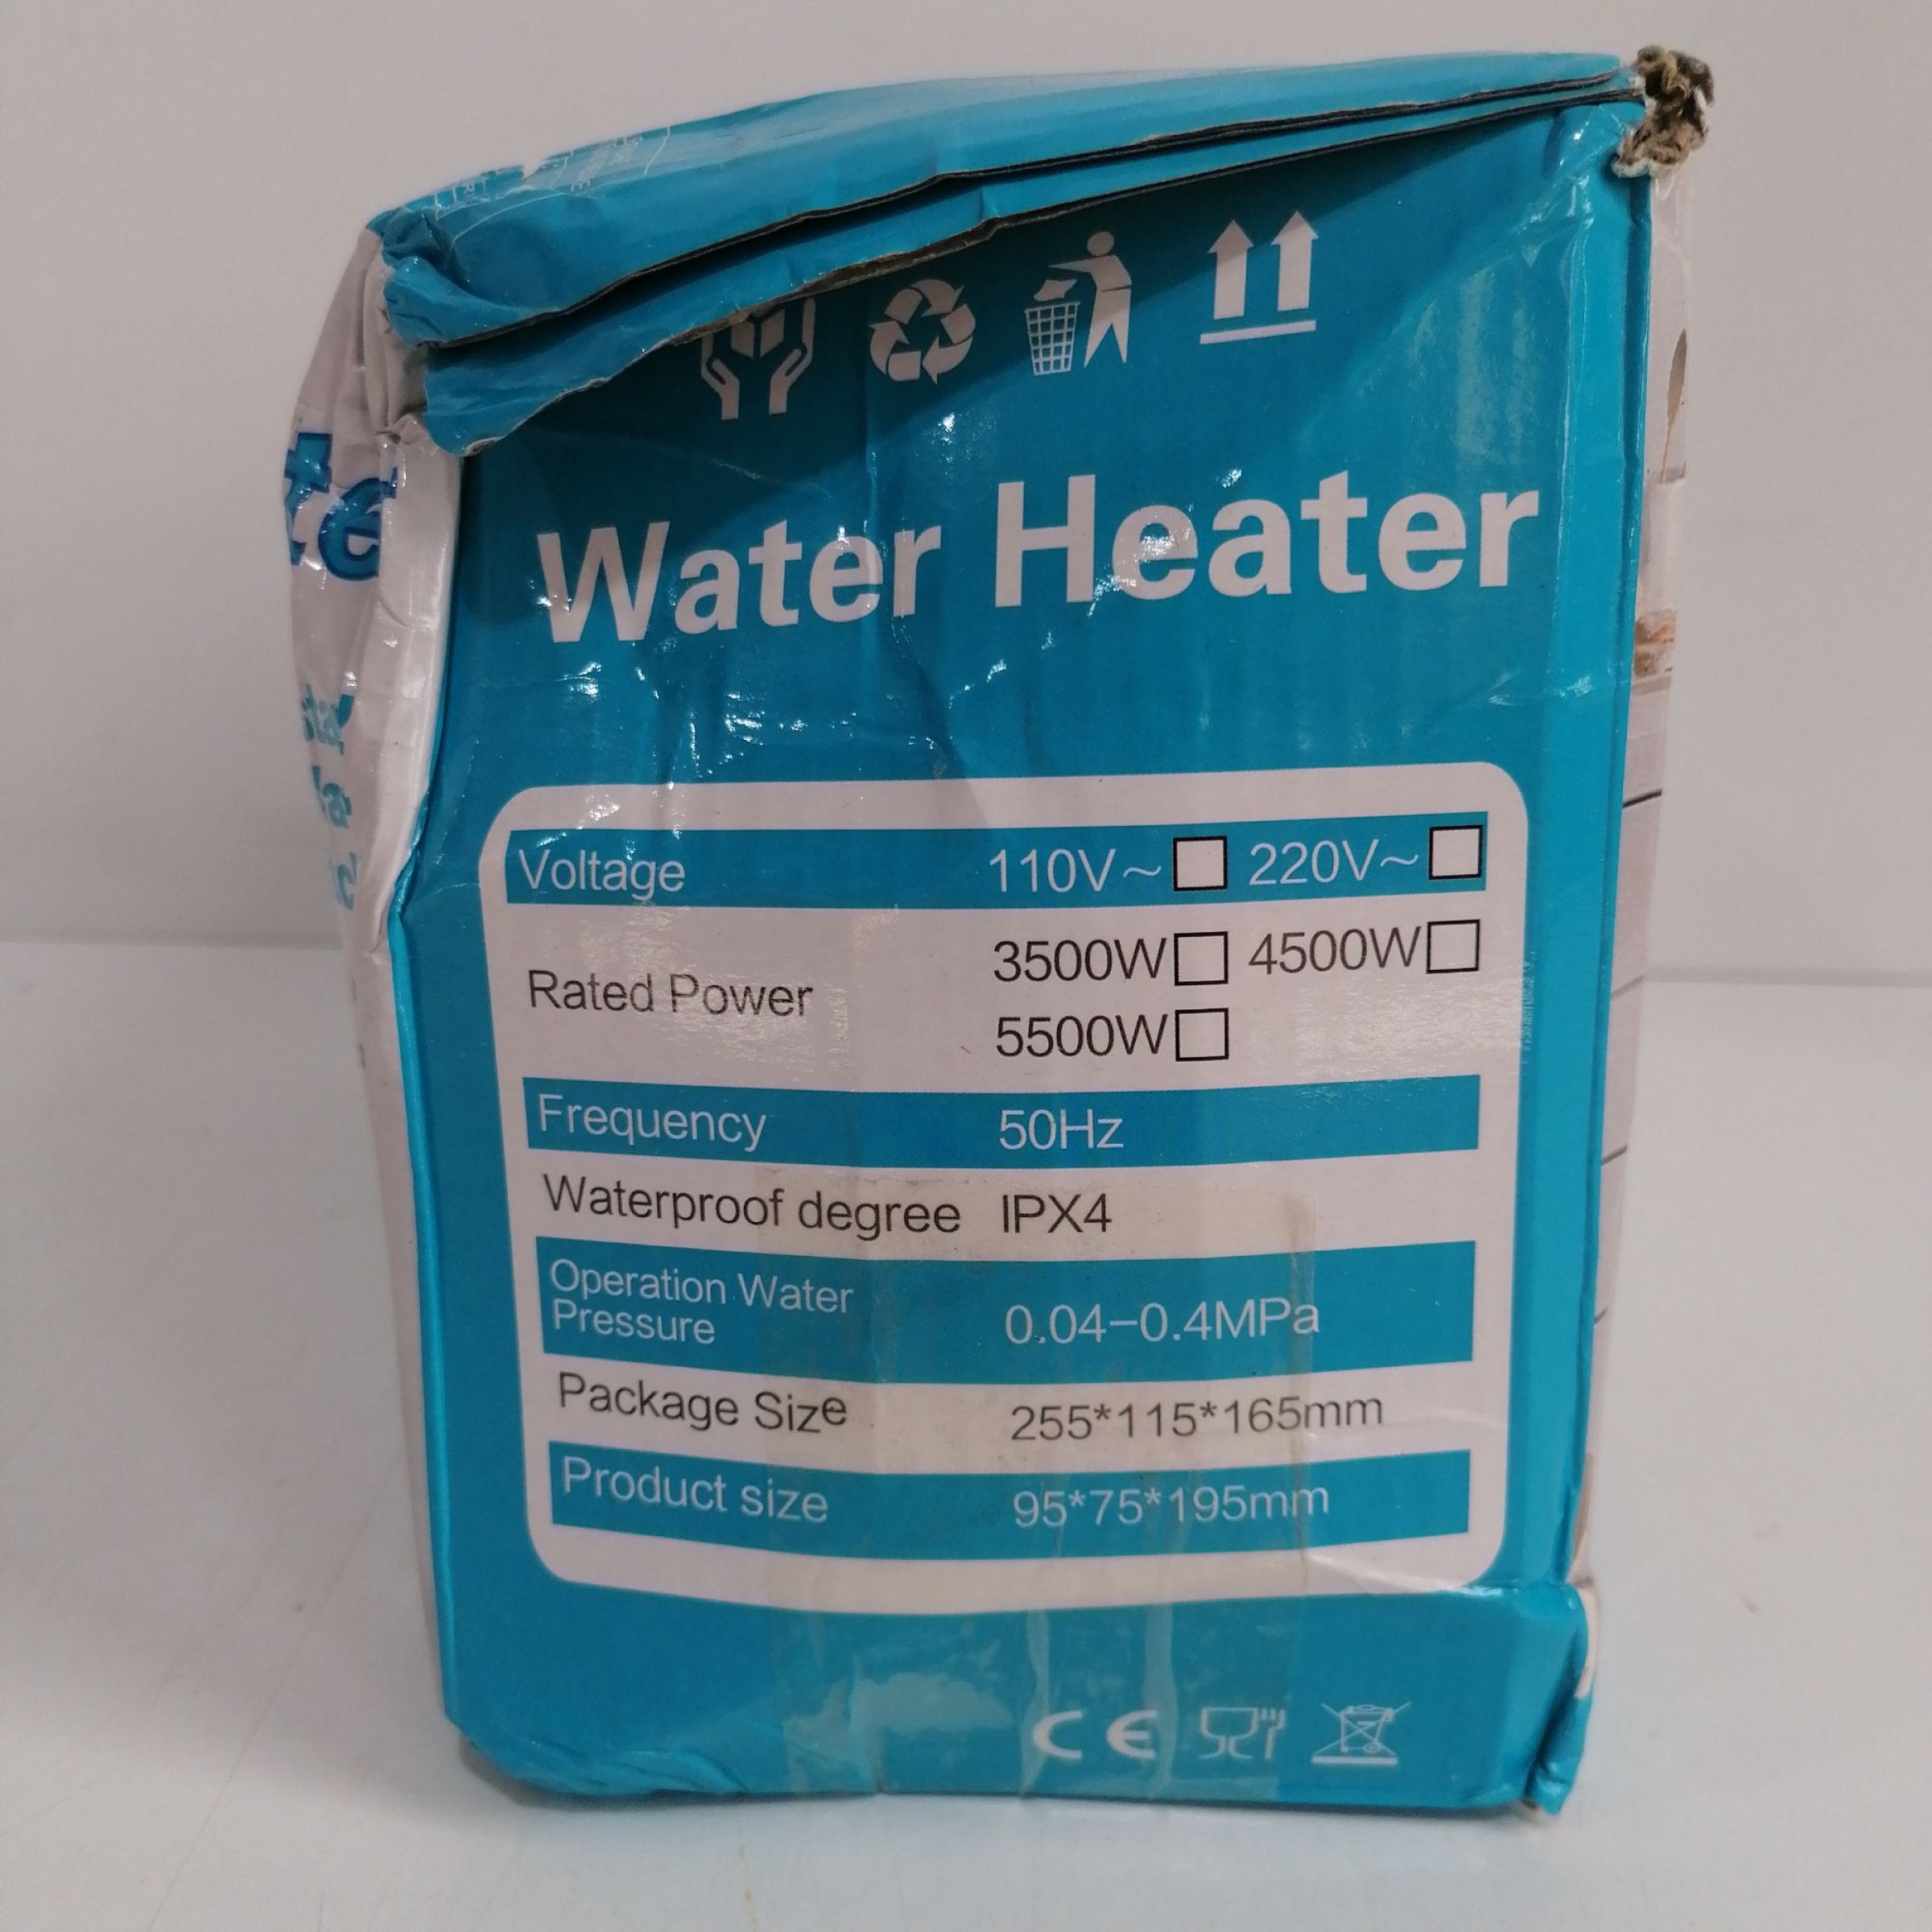 Water Heater
Voltage 110V~ 220V~
Rated Power 3500W 4500W
5500W
Frequency 50Hz
Waterproof degree IPX4
Operation Water
Pressure 0.04-0.4MPa
Package Size 255*115*165mm
Product size 95*75*195mm
CE